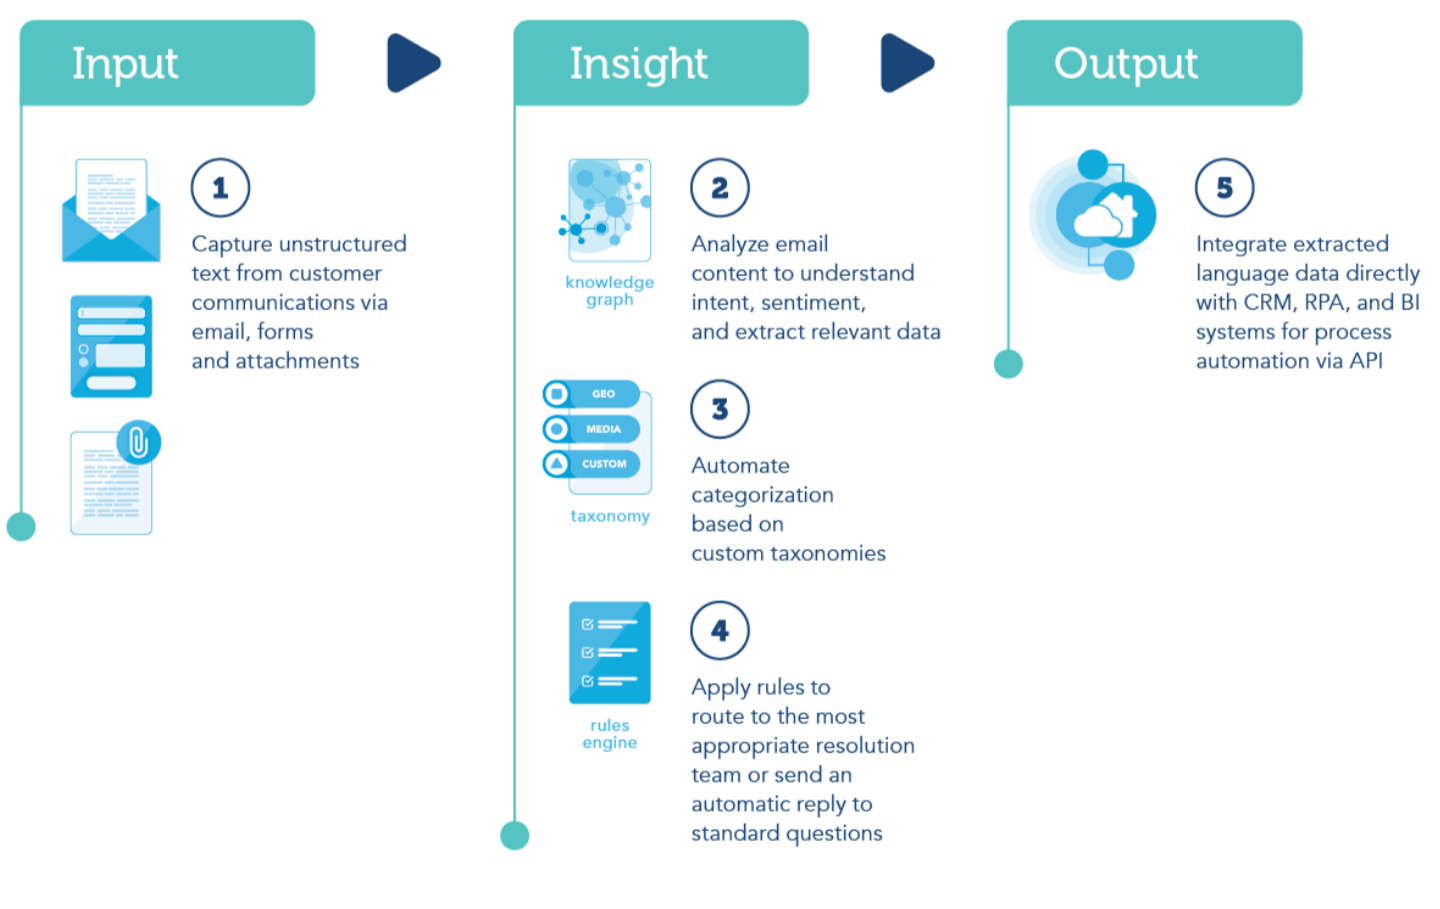 Input
Insight
Output
1
Capture unstructured
text from customer
communications via
email, forms
and attachments
knowledge
graph
2
Analyze email
content to understand
intent, sentiment,
and extract relevant data
GEO
MEDIA
CUSTOM
taxonomy
3
Automate
categorization
based on
custom taxonomies
rules
engine
4
Apply rules to
route to the most
appropriate resolution
team or send an
automatic reply to
standard questions
5
Integrate extracted
language data directly
with CRM, RPA, and BI
systems for process
automation via API